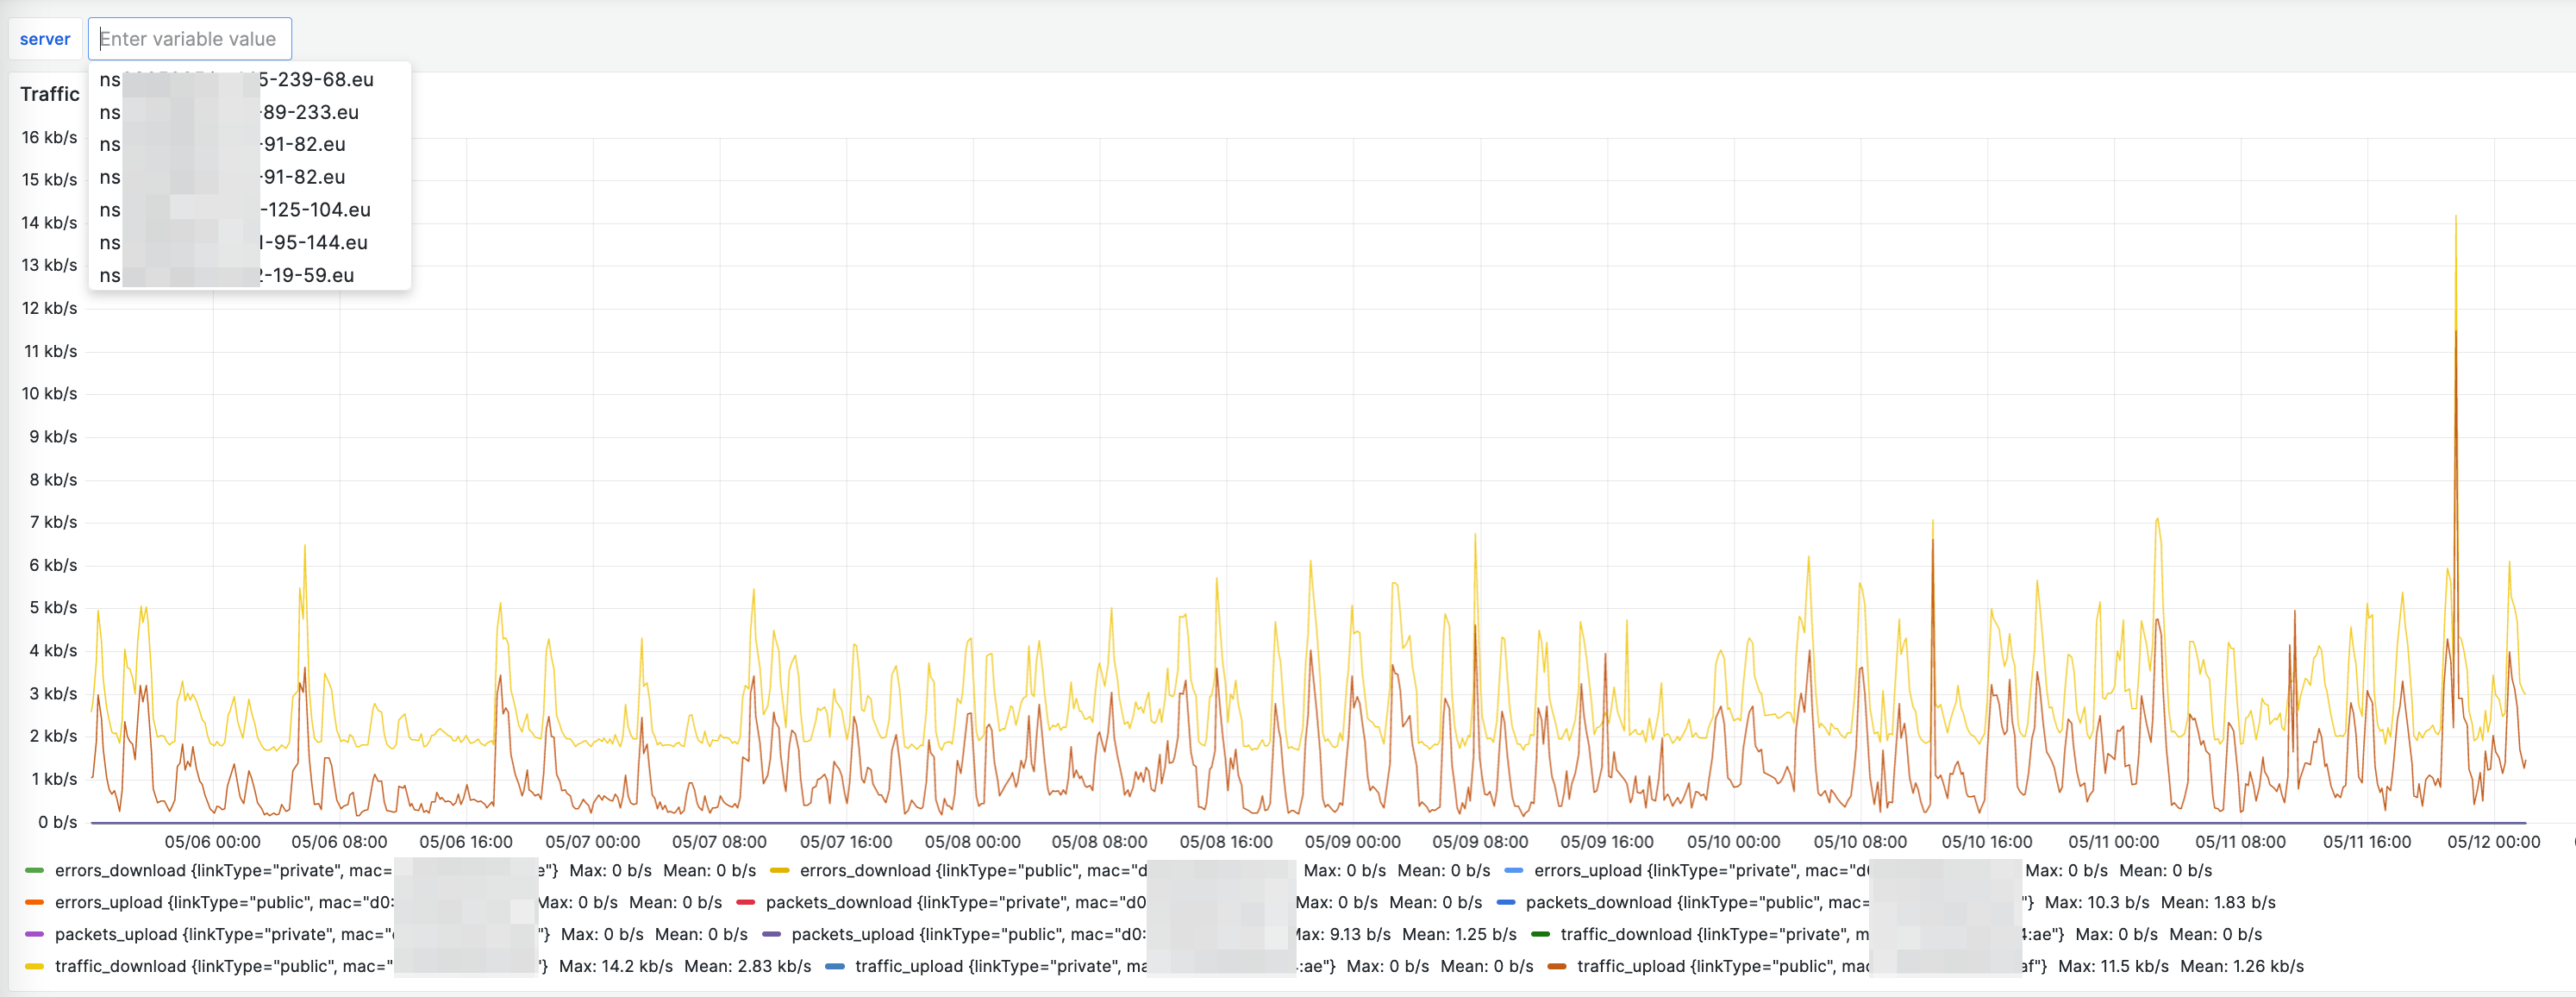 server Enter variable value
ns 5-239-68.eu
Traffic
ns -89-233.eu
16 kb/s
ns -91-82.eu
15 kb/s
ns -91-82.eu
ns -125-104.eu
14 kb/s
ns -95-144.eu
13 kb/s
ns -19-59.eu
12 kb/s
11 kb/s
10 kb/s
9 kb/s
8 kb/s
7 kb/s
6 kb/s
5 kb/s
4 kb/s
3 kb/s
2 kb/s
1 kb/s
0 b/s
05/06 00:00 05/06 08:00 05/06 16:00 05/07 00:00 05/07 08:00 05/07 16:00 05/08 00:00 05/08 08:00 05/08 16:00 05/09 00:00 05/09 08:00 05/09 16:00 05/10 00:00 05/10 08:00 05/10 16:00 05/11 00:00 05/11 08:00 05/11 16:00 05/12 00:00
errors_download {linkType="private", mac= e"} Max: 0 b/s Mean: 0 b/s errors_download {linkType="public", mac="d Max: 0 b/s Mean: 0 b/s errors_upload {linkType="private", mac="d Max: 0 b/s Mean: 0 b/s
errors_upload {linkType="public", mac="d0: Max: 0 b/s Mean: 0 b/s packets_download {linkType="private", mac="d0 Max: 0 b/s Mean: 0 b/s packets_download {linkType="public", mac= "} Max: 10.3 b/s Mean: 1.83 b/s
packets_upload {linkType="private", mac=" "} Max: 0 b/s Mean: 0 b/s packets_upload {linkType="public", mac="d0: Max: 9.13 b/s Mean: 1.25 b/s traffic_download {linkType="private", m :ae"} Max: 0 b/s Mean: 0 b/s
traffic_download {linkType="public", mac=" "} Max: 14.2 kb/s Mean: 2.83 kb/s traffic_upload {linkType="private", ma :ae"} Max: 0 b/s Mean: 0 b/s traffic_upload {linkType="public", mac af"} Max: 11.5 kb/s Mean: 1.26 kb/s